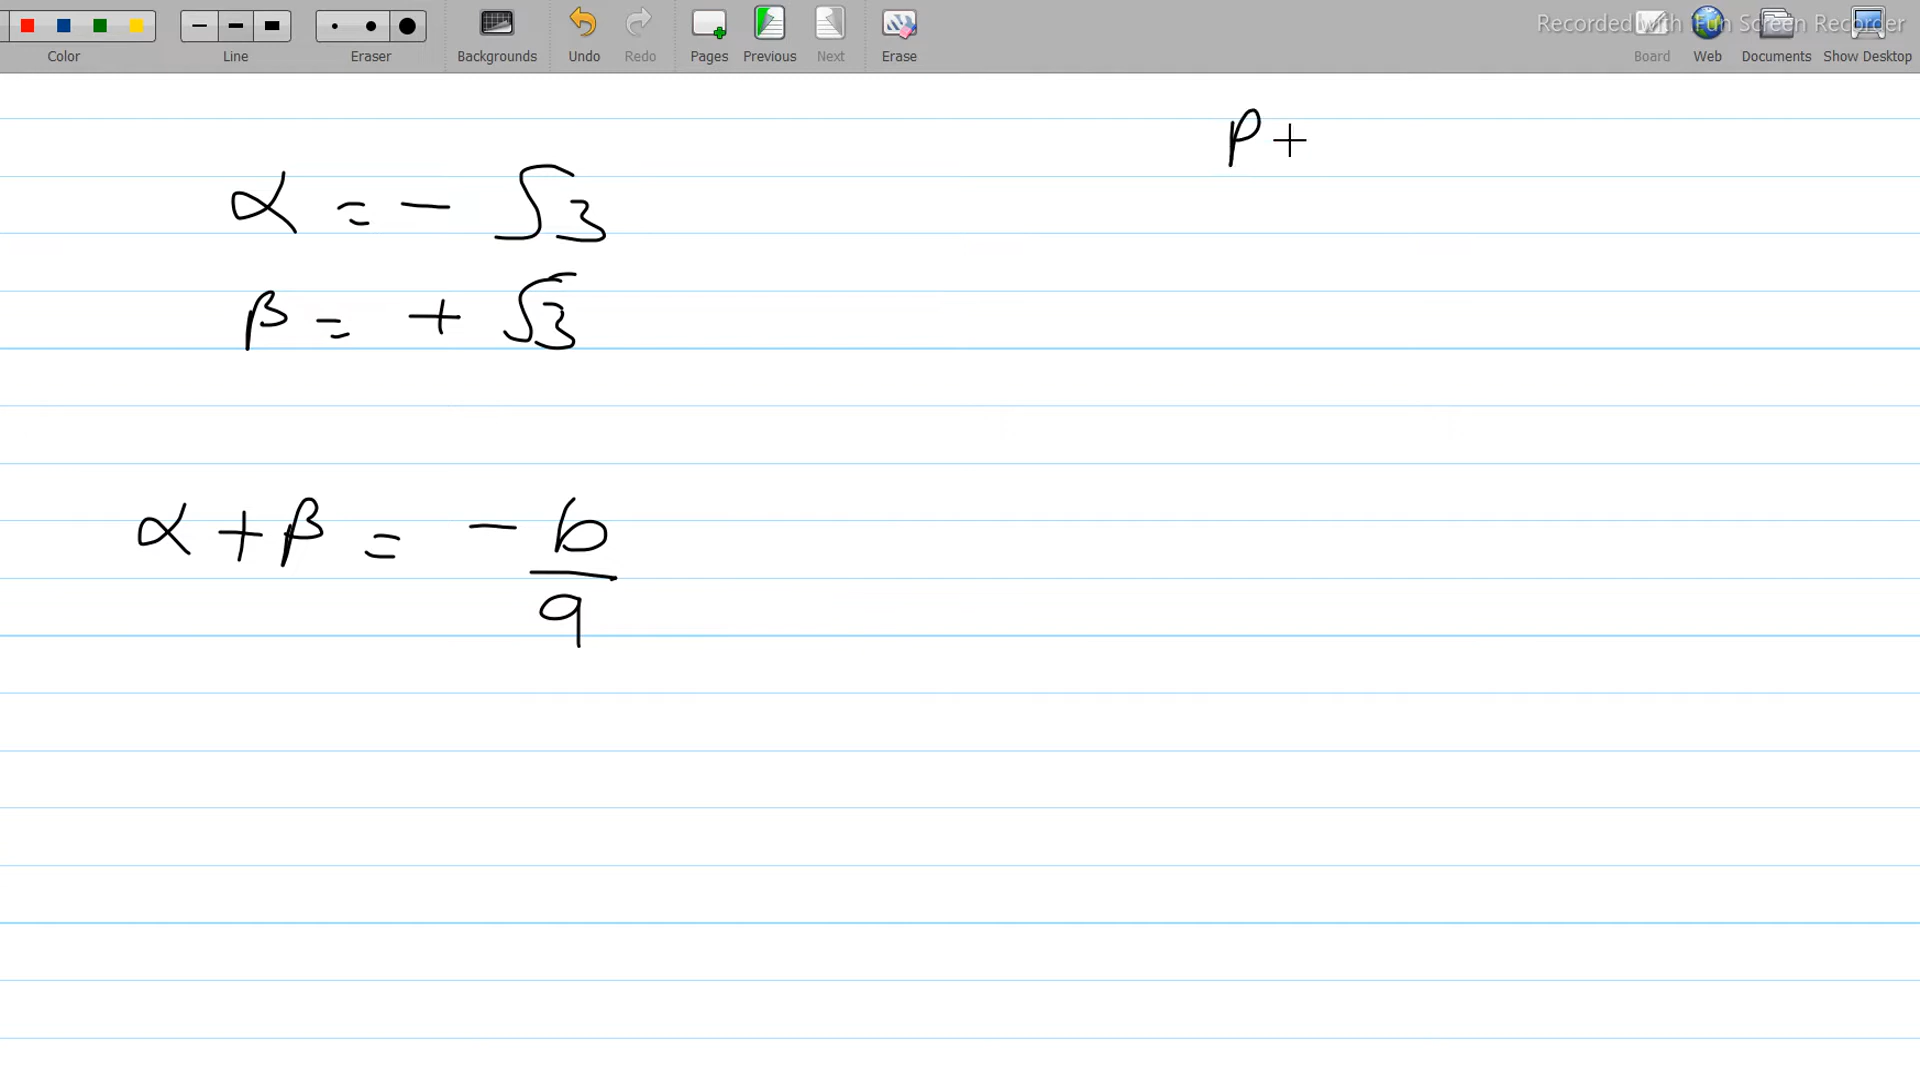 Color Line Eraser Backgrounds Undo Redo Pages Previous Next Erase Board Web Documents Show Desktop
Recorded with iFun Screen Recorder
P +
α = - √3
β = + √3
α + β = - b
a